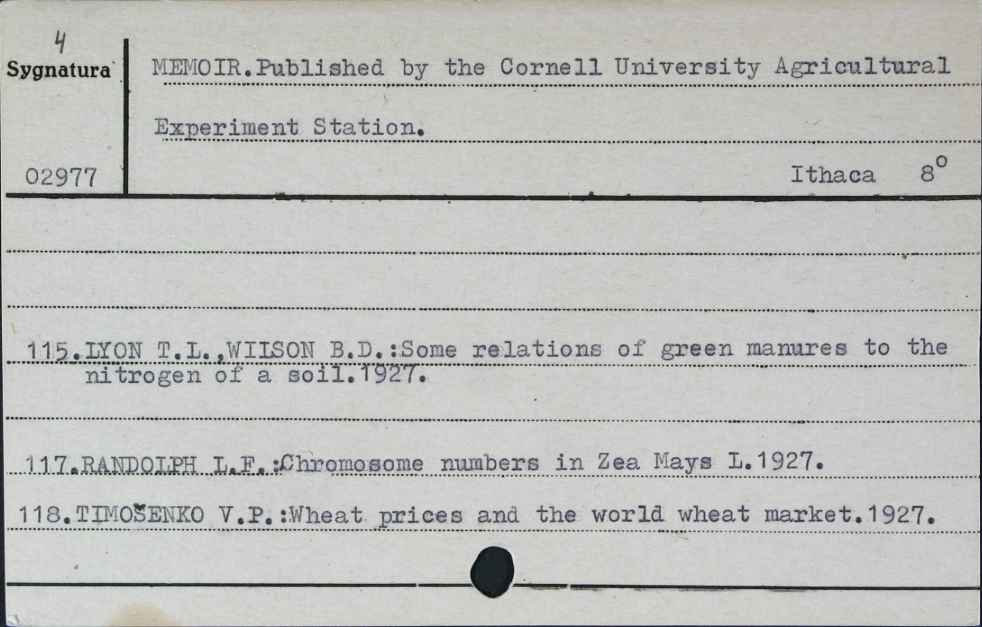 4
Sygnatura
MEMOIR.Published by the Cornell University Agricultural
Experiment Station.
02977
Ithaca 8°
115.LYON T.L.,WILSON B.D.:Some relations of green manures to the
nitrogen of a soil.1927.
117.RANDOLPH L.F.:Chromosome numbers in Zea Mays L.1927.
118.TIMOŠENKO V.P.:Wheat prices and the world wheat market.1927.